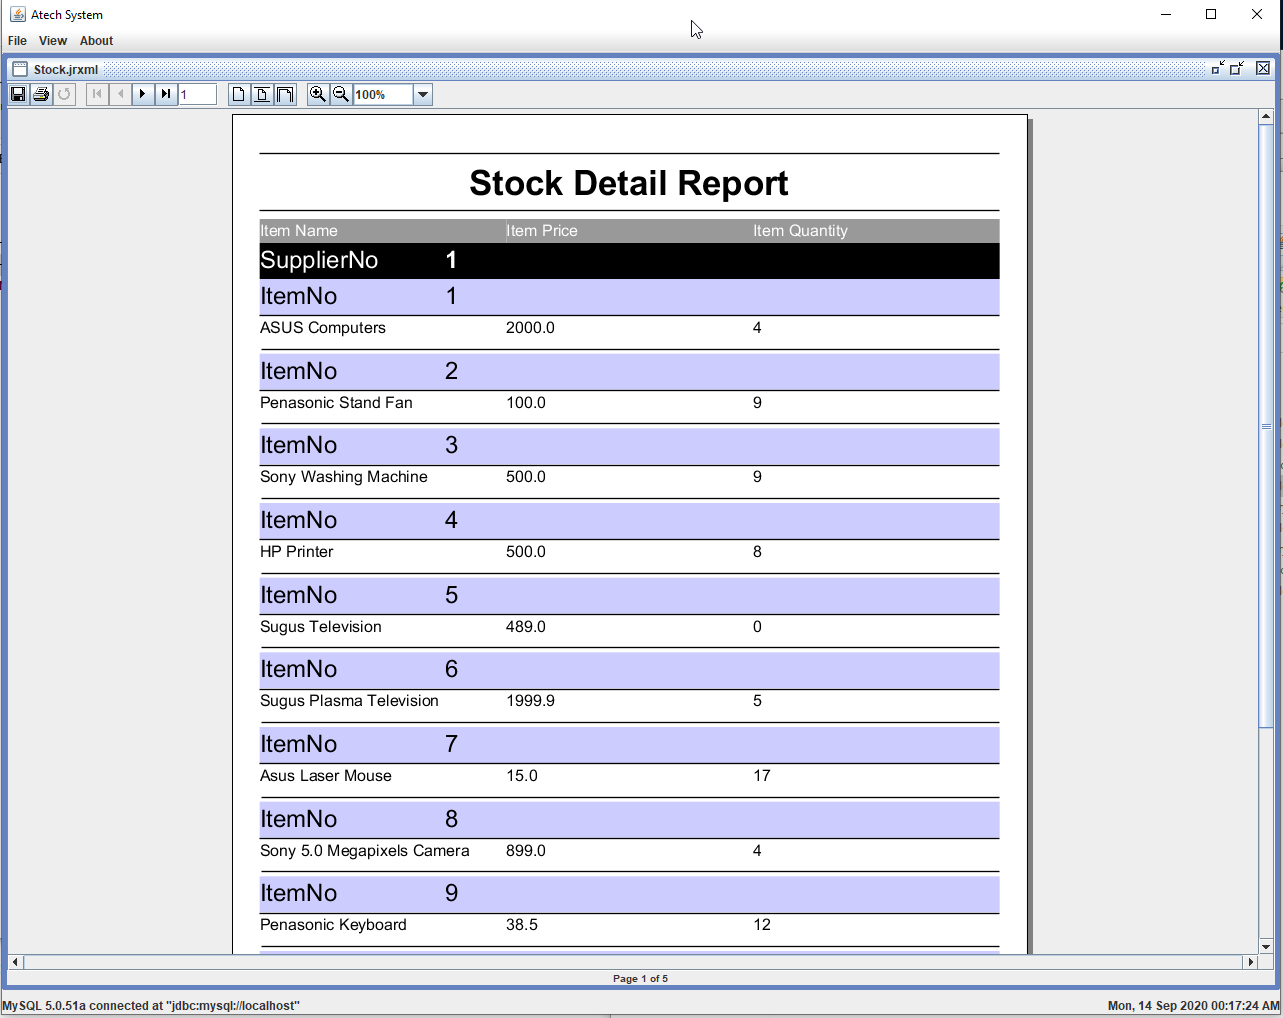 Atech System
File View About
Stock.jrxml
1 100%
Stock Detail Report
Item Name Item Price Item Quantity
SupplierNo 1
ItemNo 1
ASUS Computers 2000.0 4
ItemNo 2
Penasonic Stand Fan 100.0 9
ItemNo 3
Sony Washing Machine 500.0 9
ItemNo 4
HP Printer 500.0 8
ItemNo 5
Sugus Television 489.0 0
ItemNo 6
Sugus Plasma Television 1999.9 5
ItemNo 7
Asus Laser Mouse 15.0 17
ItemNo 8
Sony 5.0 Megapixels Camera 899.0 4
ItemNo 9
Penasonic Keyboard 38.5 12
Page 1 of 5
MySQL 5.0.51a connected at "jdbc:mysql://localhost" Mon, 14 Sep 2020 00:17:24 AM